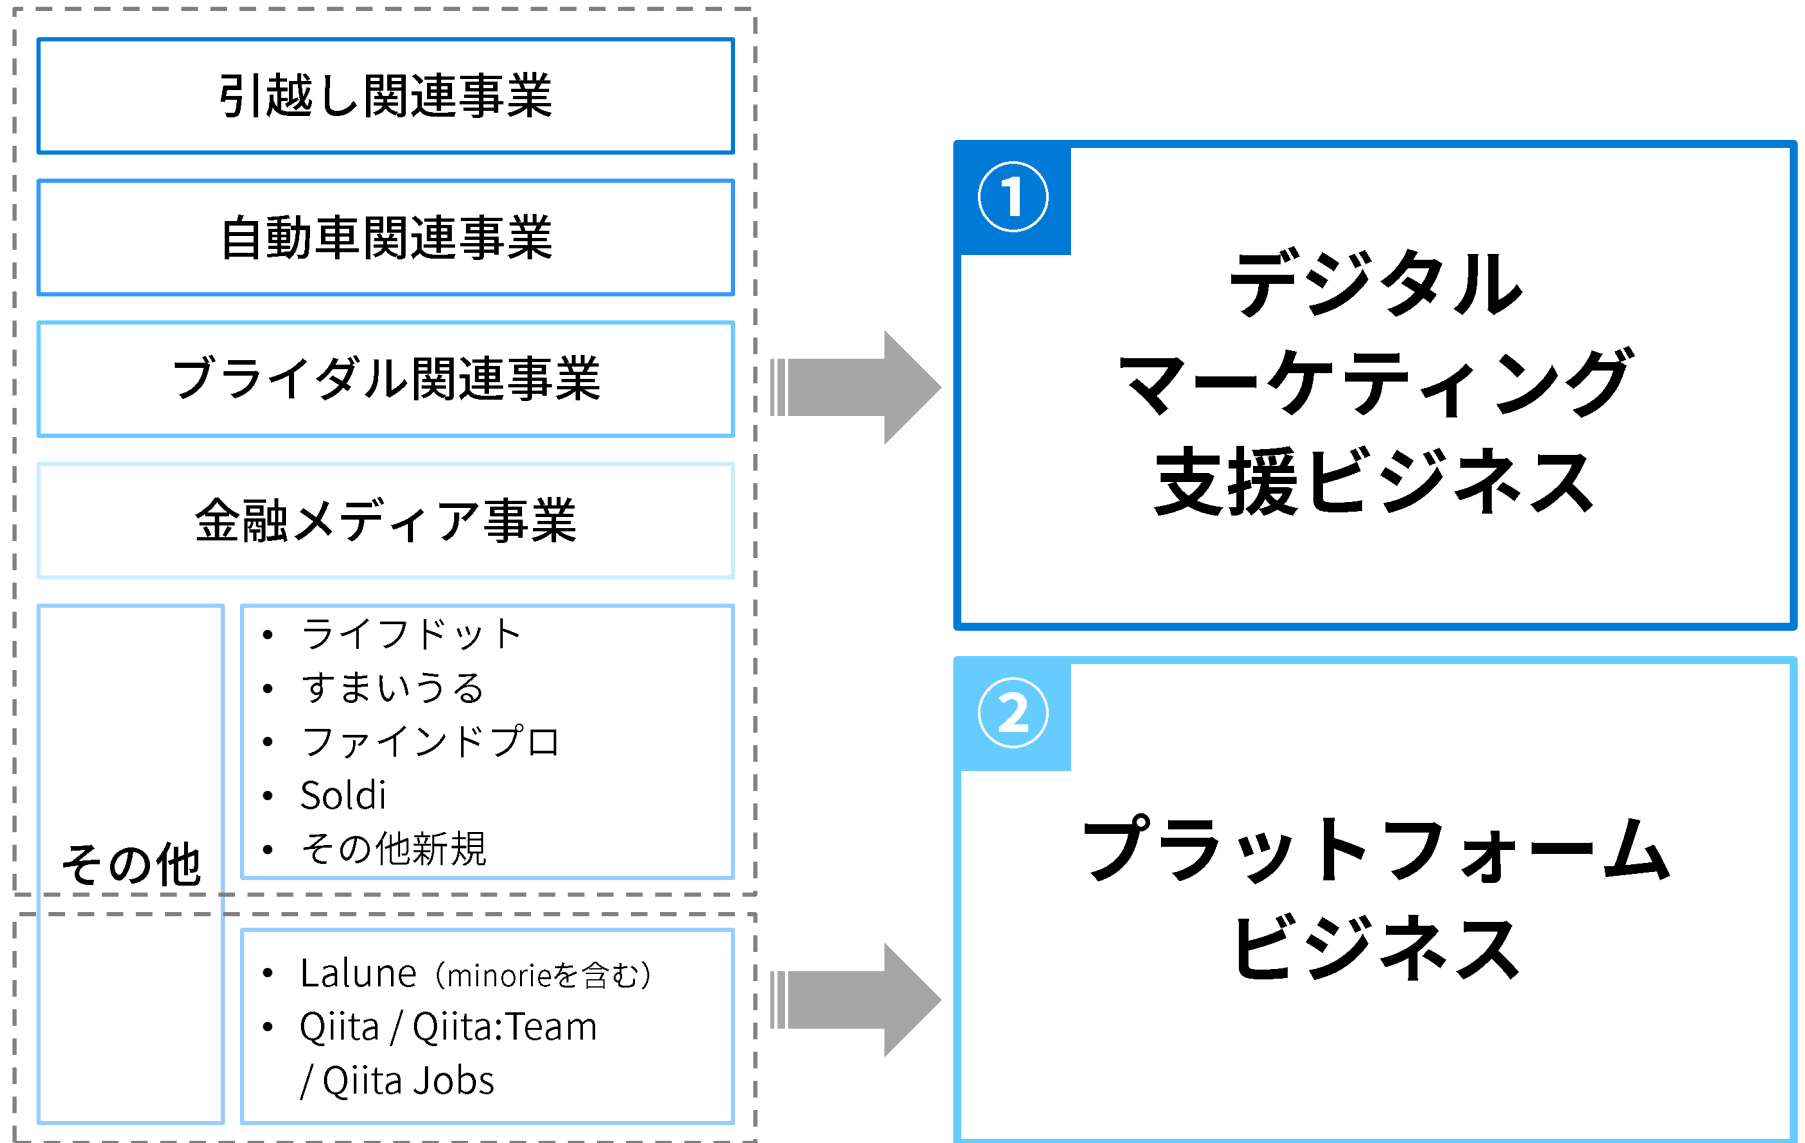 引越し関連事業
自動車関連事業
ブライダル関連事業
金融メディア事業
その他
• ライフドット
• すまいうる
• ファインドプロ
• Soldi
• その他新規
• Lalune（minorieを含む）
• Qiita / Qiita:Team
/ Qiita Jobs
①
デジタル
マーケティング
支援ビジネス
②
プラットフォーム
ビジネス